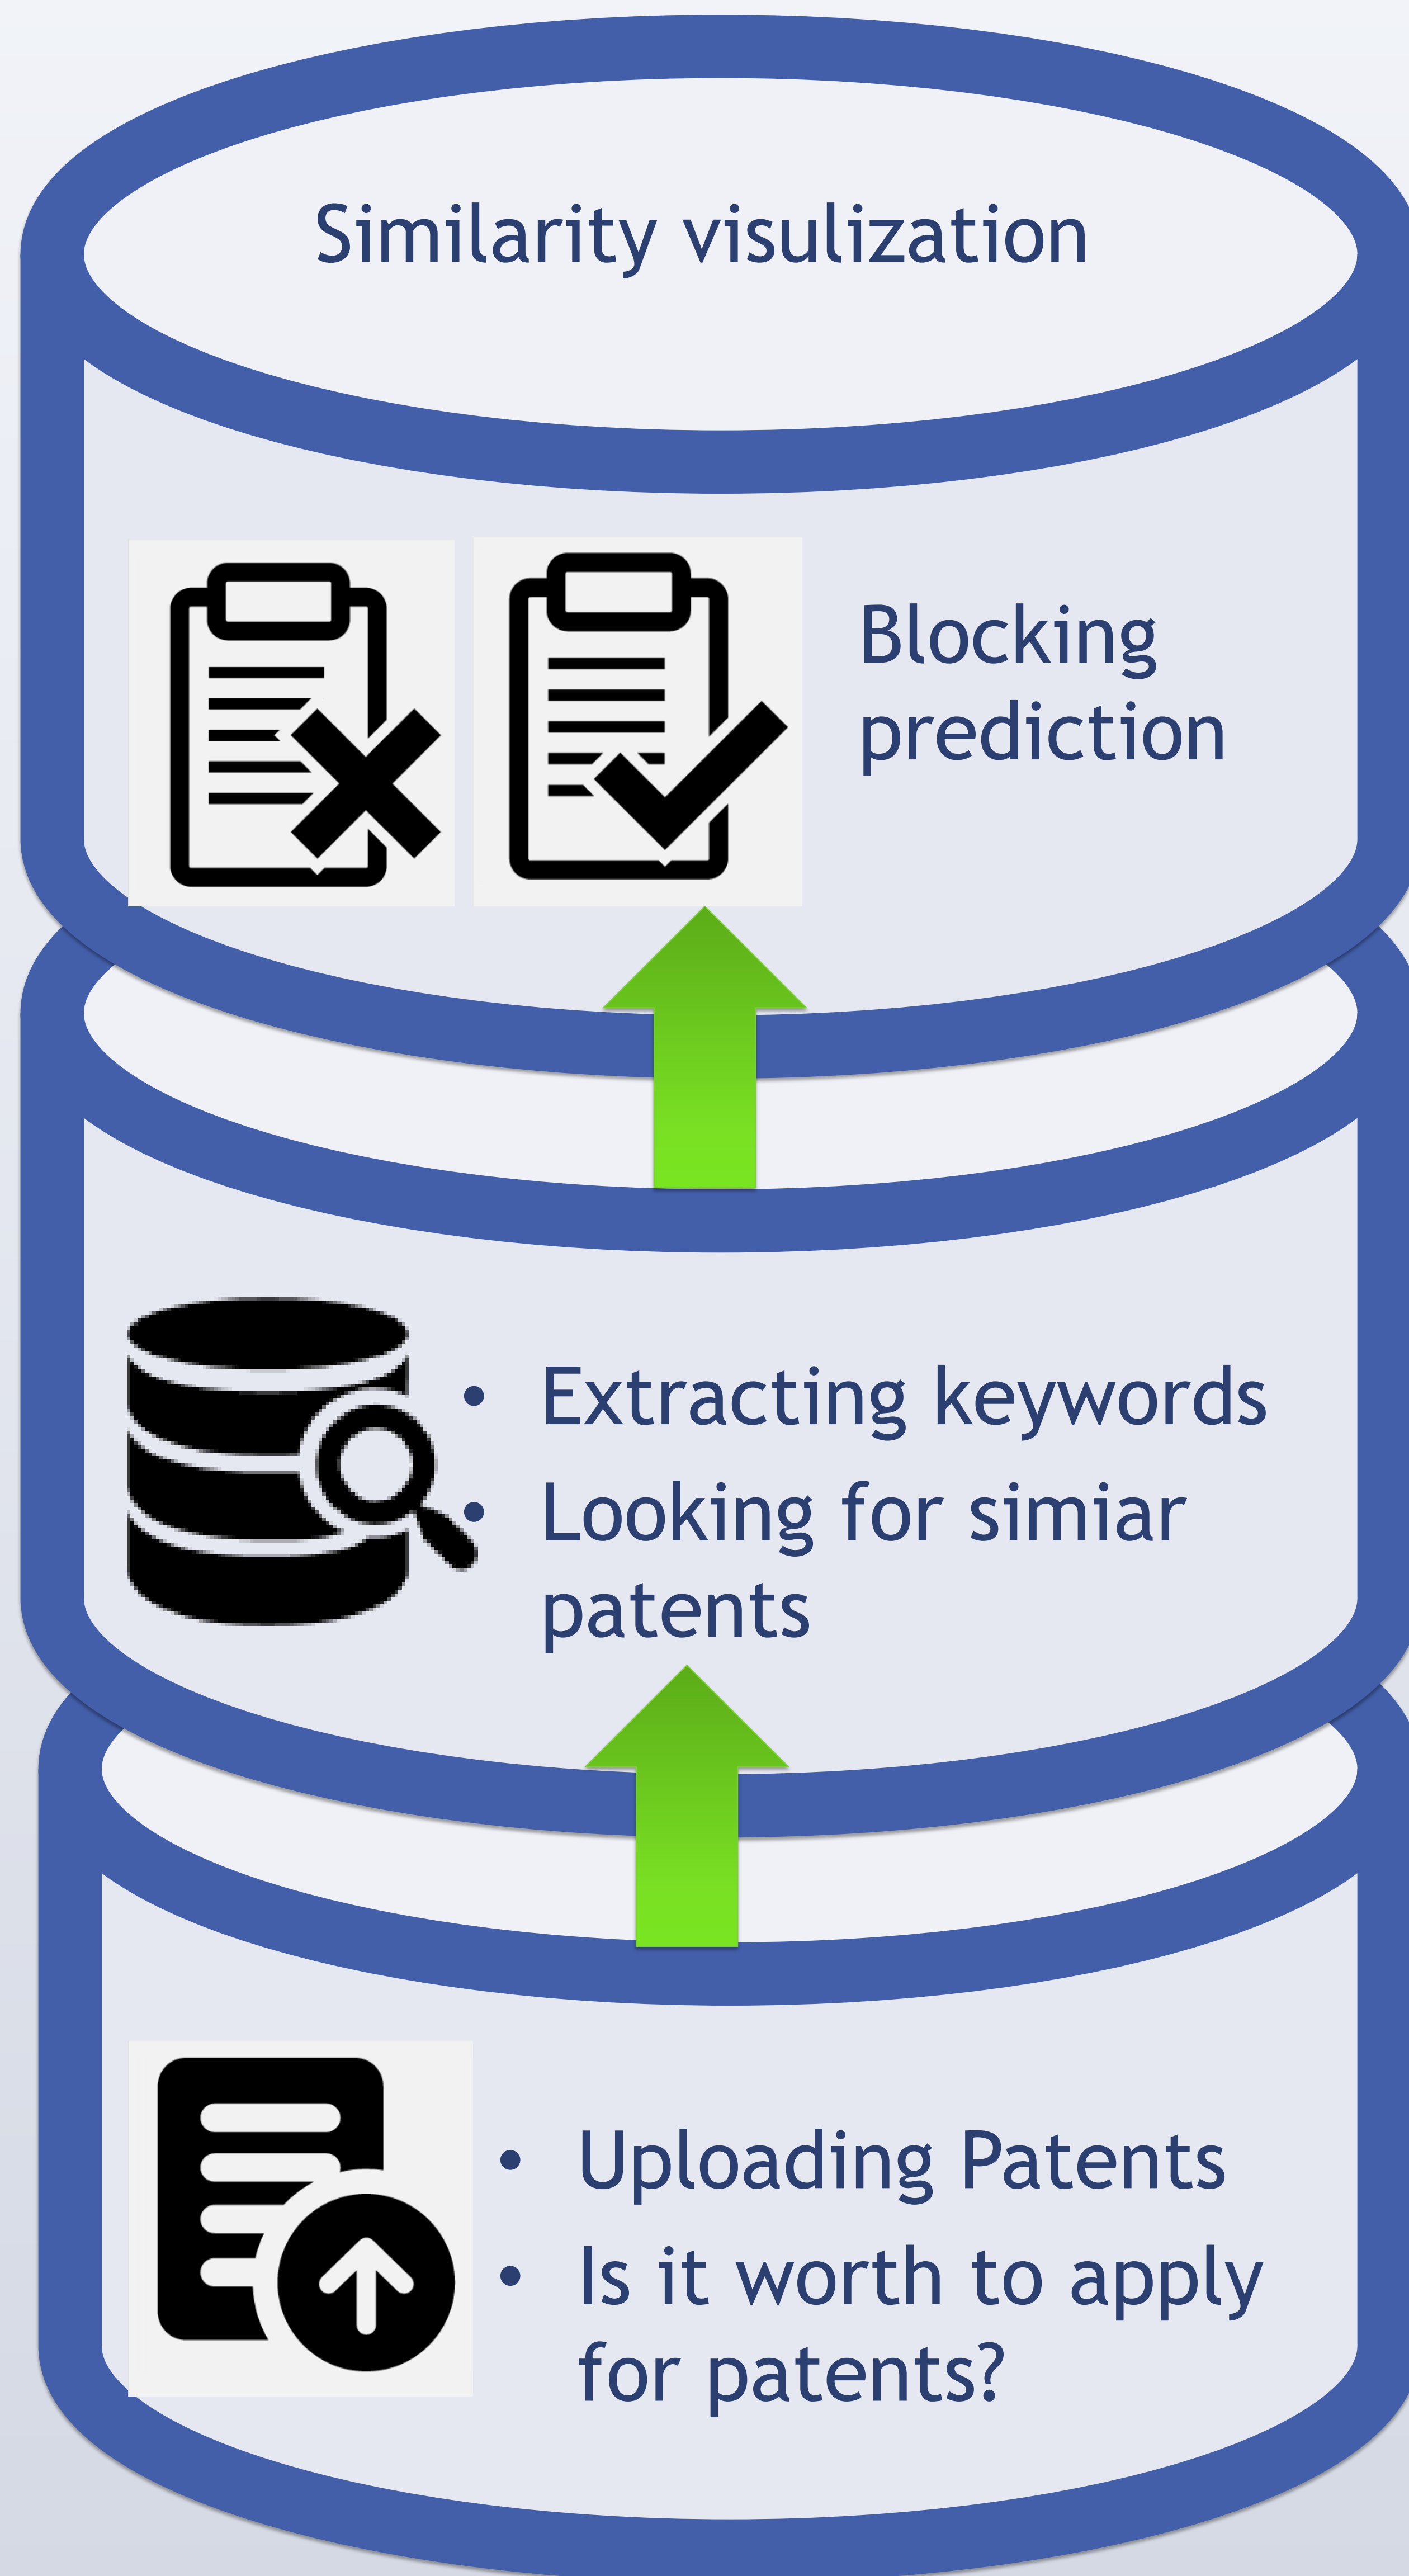 Similarity visulization
Blocking
prediction
• Extracting keywords
• Looking for simiar
patents
• Uploading Patents
• Is it worth to apply
for patents?